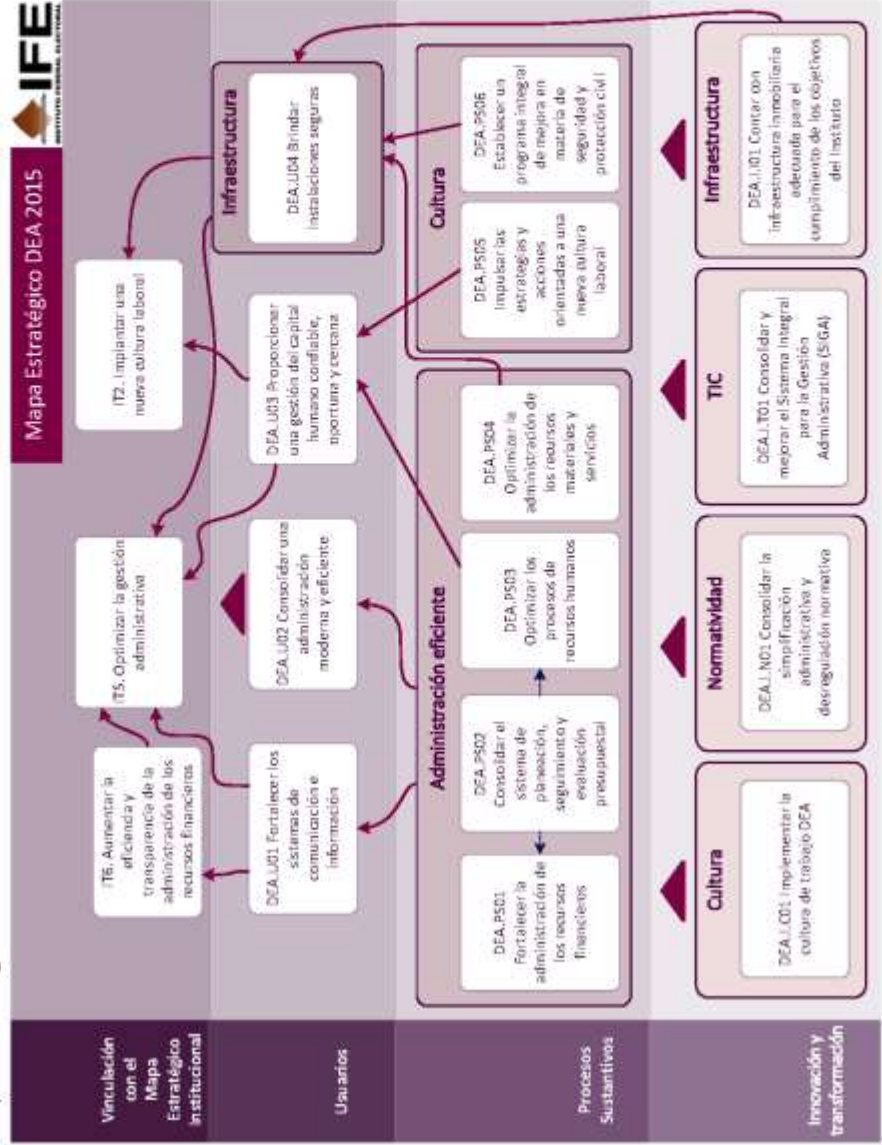 Mapa Estratégico DEA 2015
IFE
INSTITUTO FEDERAL ELECTORAL
Vinculación
con el
Mapa
Estratégico
Institucional
IT6. Aumentar la
eficiencia y
transparencia de la
administración de los
recursos financieros
IT5. Optimizar la gestión
administrativa
IT2. Implantar una
nueva cultura laboral
Usuarios
DEA.U01 Fortalecer los
sistemas de
comunicación e
información
DEA.U02 Consolidar una
administración
moderna y eficiente
DEA.U03 Proporcionar
una gestión del capital
humano confiable,
oportuna y cercana
Infraestructura
DEA.U04 Brindar
instalaciones seguras
Procesos
Sustantivos
Administración eficiente
DEA.PS01
Fortalecer la
administración de
los recursos
financieros
DEA.PS02
Consolidar el
sistema de
planeación,
seguimiento y
evaluación
presupuestal
DEA.PS03
Optimizar los
procesos de
recursos humanos
DEA.PS04
Optimizar la
administración de
los recursos
materiales y
servicios
Cultura
DEA.PS05
Impulsar las
estrategias y
acciones
orientadas a una
nueva cultura
laboral
DEA.PS06
Establecer un
programa integral
de mejora en
materia de
seguridad y
protección civil
Innovación y
transformación
Cultura
DEA.I.C01 Implementar la
cultura de trabajo DEA
Normatividad
DEA.I.N01 Consolidar la
simplificación
administrativa y
desregulación normativa
TIC
DEA.I.T01 Consolidar y
mejorar el Sistema Integral
para la Gestión
Administrativa (SIGA)
Infraestructura
DEA.I.I01 Contar con
infraestructura inmobiliaria
adecuada para el
cumplimiento de los objetivos
del Instituto